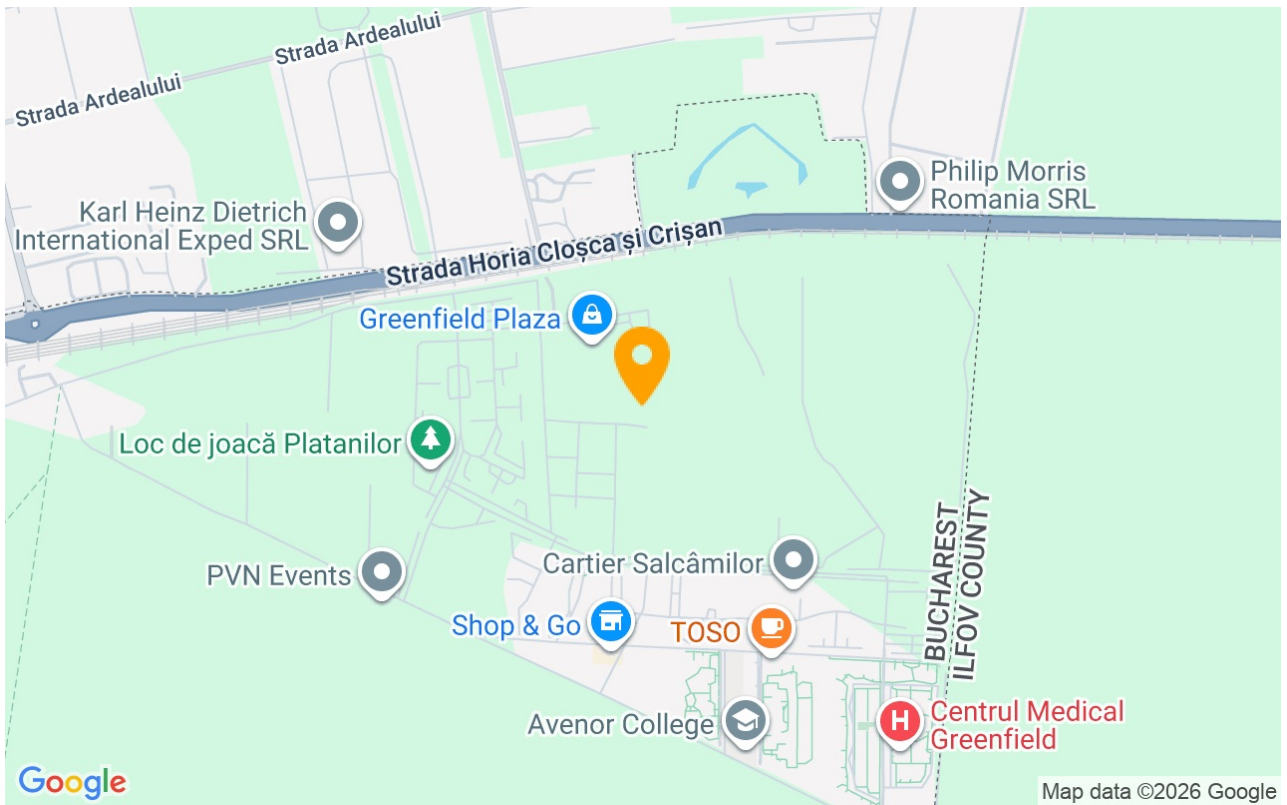 Strada Ardealului
Strada Ardealului
Philip Morris
Romania SRL
Karl Heinz Dietrich
International Exped SRL
Strada Horia Cloșca și Crișan
Greenfield Plaza
Loc de joacă Platanilor
BUCHAREST
ILFOV COUNTY
Cartier Salcâmilor
PVN Events
Shop & Go
TOSO
Avenor College
H
Centrul Medical
Greenfield
Google
Map data ©2026 Google